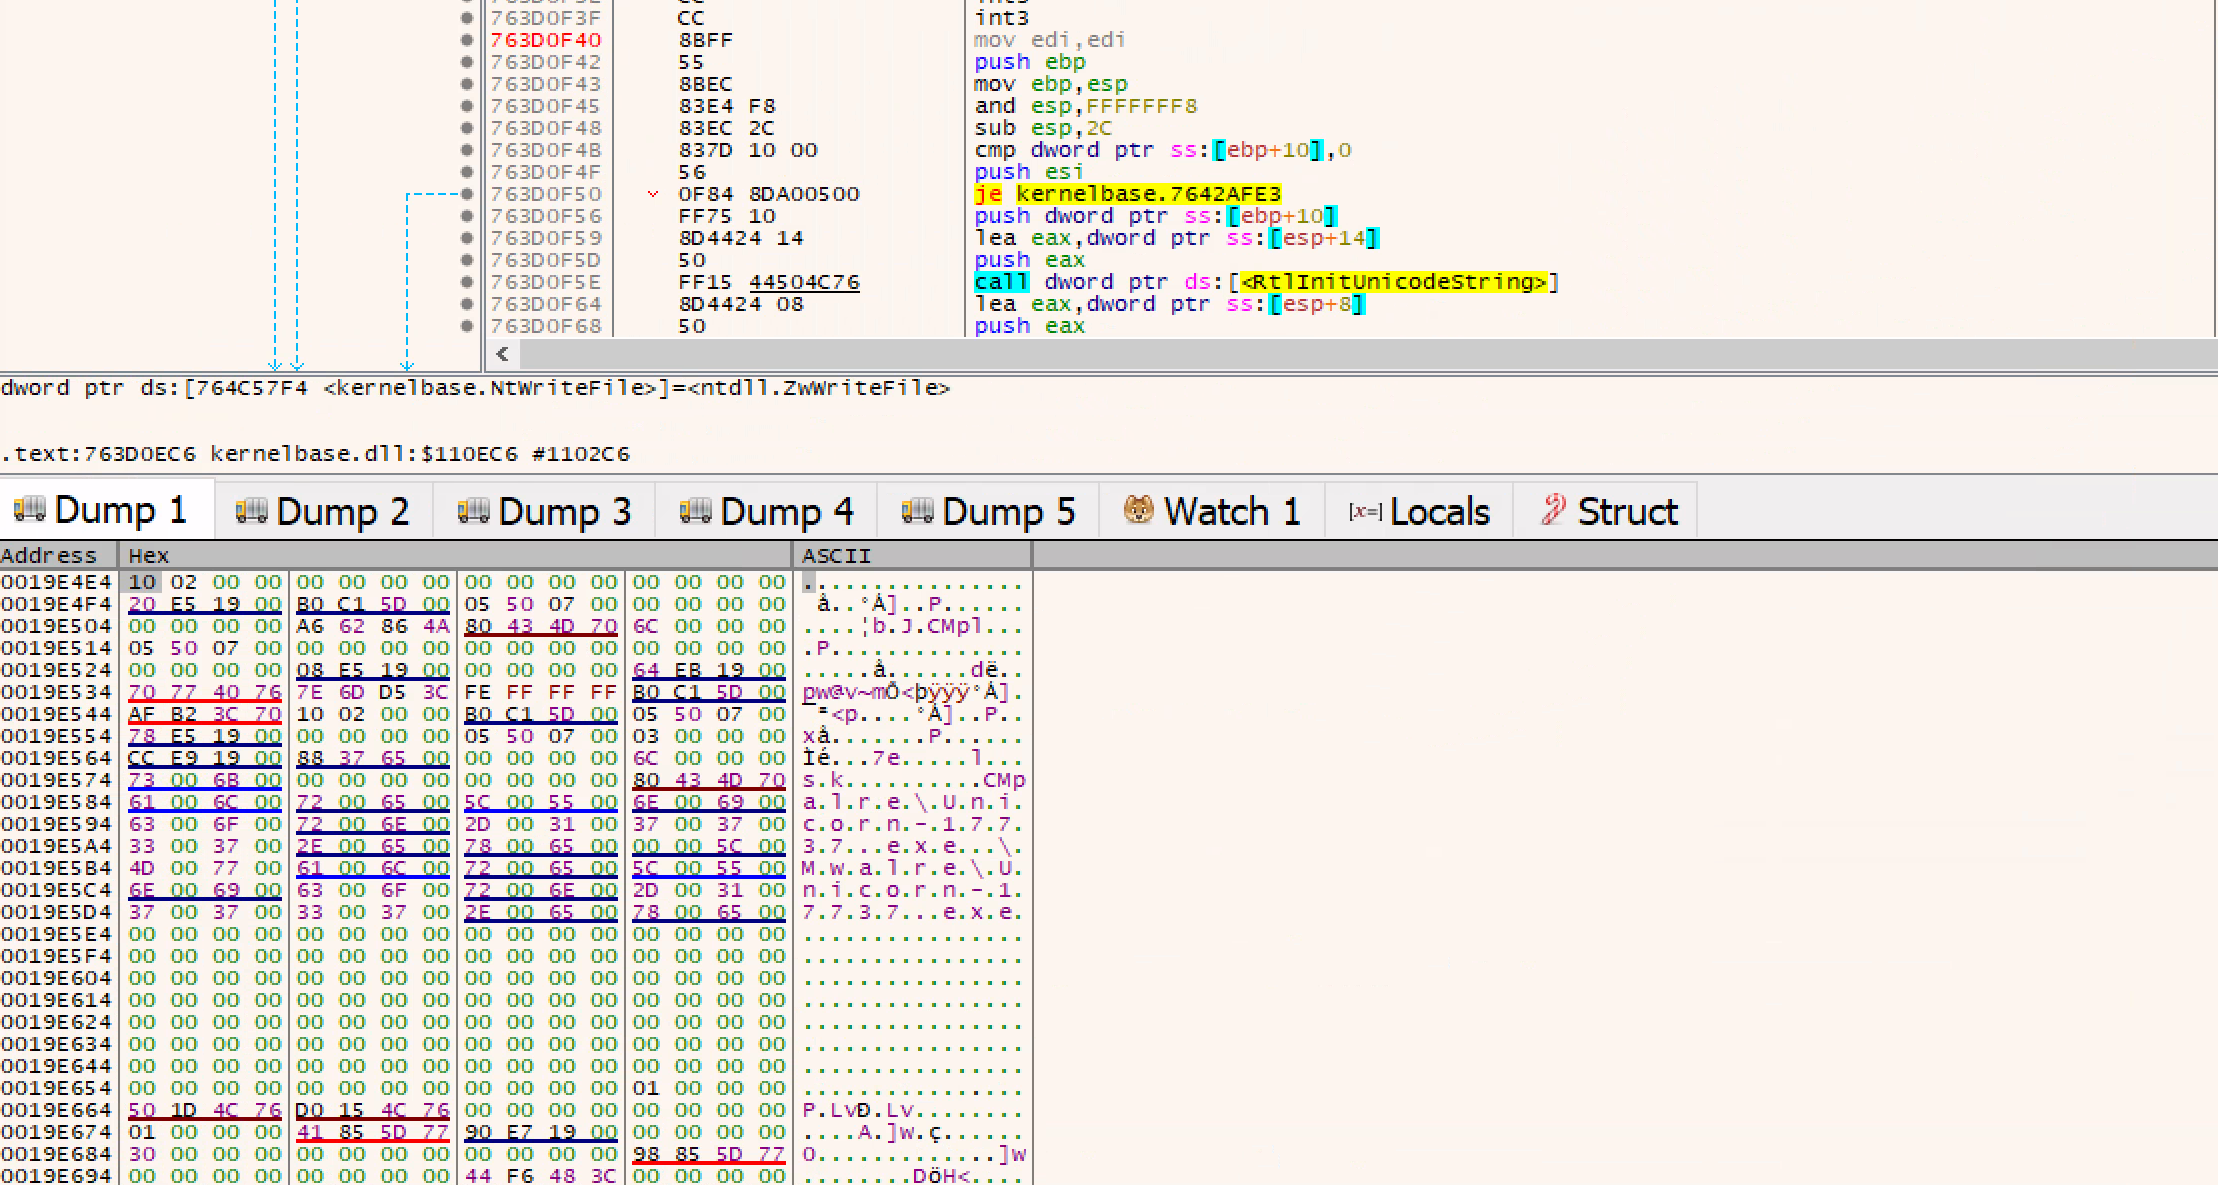 763D0F3F CC int3
763D0F40 8BFF mov edi,edi
763D0F42 55 push ebp
763D0F43 8BEC mov ebp,esp
763D0F45 83E4 F8 and esp,FFFFFFF8
763D0F48 83EC 2C sub esp,2C
763D0F4B 837D 10 00 cmp dword ptr ss:[ebp+10],0
763D0F4F 56 push esi
763D0F50 0F84 8DA00500 je kernelbase.7642AFE3
763D0F56 FF75 10 push dword ptr ss:[ebp+10]
763D0F59 8D4424 14 lea eax,dword ptr ss:[esp+14]
763D0F5D 50 push eax
763D0F5E FF15 44504C76 call dword ptr ds:[<RtlInitUnicodeString>]
763D0F64 8D4424 08 lea eax,dword ptr ss:[esp+8]
763D0F68 50 push eax
dword ptr ds:[764C57F4 <kernelbase.NtWriteFile>]=<ntdll.ZwWriteFile>
.text:763D0EC6 kernelbase.dll:$110EC6 #1102C6
Dump 1 Dump 2 Dump 3 Dump 4 Dump 5 Watch 1 [x=] Locals Struct
Address Hex ASCII
0019E4E4 10 02 00 00 00 00 00 00 00 00 00 00 00 00 00 00 ................
0019E4F4 20 E5 19 00 B0 C1 5D 00 05 50 07 00 00 00 00 00  å..°Á]..P......
0019E504 00 00 00 00 A6 62 86 4A 80 43 4D 70 6C 00 00 00 ....¦b.J.CMpl...
0019E514 05 50 07 00 00 00 00 00 00 00 00 00 00 00 00 00 .P..............
0019E524 00 00 00 00 08 E5 19 00 00 00 00 00 64 EB 19 00 .....å......dë..
0019E534 70 77 40 76 7E 6D D5 3C FE FF FF FF B0 C1 5D 00 pw@v~mÕ<þÿÿÿ°Á].
0019E544 AF B2 3C 70 10 02 00 00 B0 C1 5D 00 05 50 07 00 ¯²<p....°Á]..P..
0019E554 78 E5 19 00 00 00 00 00 05 50 07 00 03 00 00 00 xå.......P......
0019E564 CC E9 19 00 88 37 65 00 00 00 00 00 6C 00 00 00 Ìé...7e.....l...
0019E574 73 00 6B 00 00 00 00 00 00 00 00 00 80 43 4D 70 s.k..........CMp
0019E584 61 00 6C 00 72 00 65 00 5C 00 55 00 6E 00 69 00 a.l.r.e.\.U.n.i.
0019E594 63 00 6F 00 72 00 6E 00 2D 00 31 00 37 00 37 00 c.o.r.n.-.1.7.7.
0019E5A4 33 00 37 00 2E 00 65 00 78 00 65 00 00 00 5C 00 3.7...e.x.e...\.
0019E5B4 4D 00 77 00 61 00 6C 00 72 00 65 00 5C 00 55 00 M.w.a.l.r.e.\.U.
0019E5C4 6E 00 69 00 63 00 6F 00 72 00 6E 00 2D 00 31 00 n.i.c.o.r.n.-.1.
0019E5D4 37 00 37 00 33 00 37 00 2E 00 65 00 78 00 65 00 7.7.3.7...e.x.e.
0019E5E4 00 00 00 00 00 00 00 00 00 00 00 00 00 00 00 00 ................
0019E5F4 00 00 00 00 00 00 00 00 00 00 00 00 00 00 00 00 ................
0019E604 00 00 00 00 00 00 00 00 00 00 00 00 00 00 00 00 ................
0019E614 00 00 00 00 00 00 00 00 00 00 00 00 00 00 00 00 ................
0019E624 00 00 00 00 00 00 00 00 00 00 00 00 00 00 00 00 ................
0019E634 00 00 00 00 00 00 00 00 00 00 00 00 00 00 00 00 ................
0019E644 00 00 00 00 00 00 00 00 00 00 00 00 00 00 00 00 ................
0019E654 00 00 00 00 00 00 00 00 00 00 00 00 01 00 00 00 ................
0019E664 50 1D 4C 76 D0 15 4C 76 00 00 00 00 00 00 00 00 P.LvÐ.Lv........
0019E674 01 00 00 00 41 85 5D 77 90 E7 19 00 00 00 00 00 ....A.]w.ç......
0019E684 30 00 00 00 00 00 00 00 00 00 00 00 98 85 5D 77 0.............]w
0019E694 00 00 00 00 00 00 00 00 44 F6 48 3C 00 00 00 00 ........DöH<....